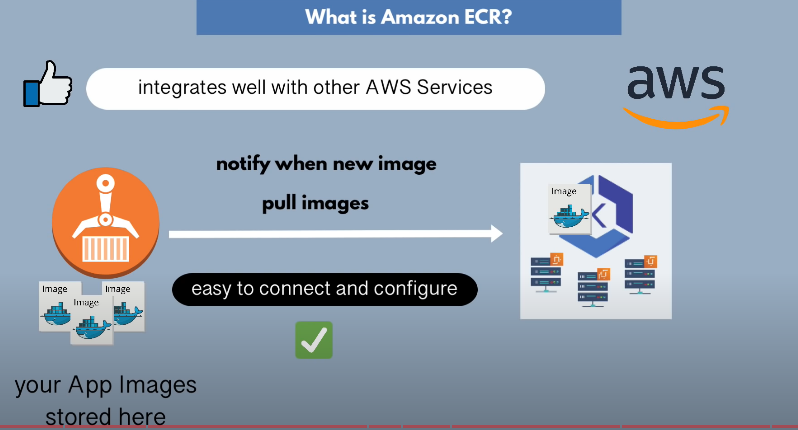 What is Amazon ECR?
integrates well with other AWS Services
aws
notify when new image
pull images
Image
easy to connect and configure
Image
Image
Image
your App Images
stored here